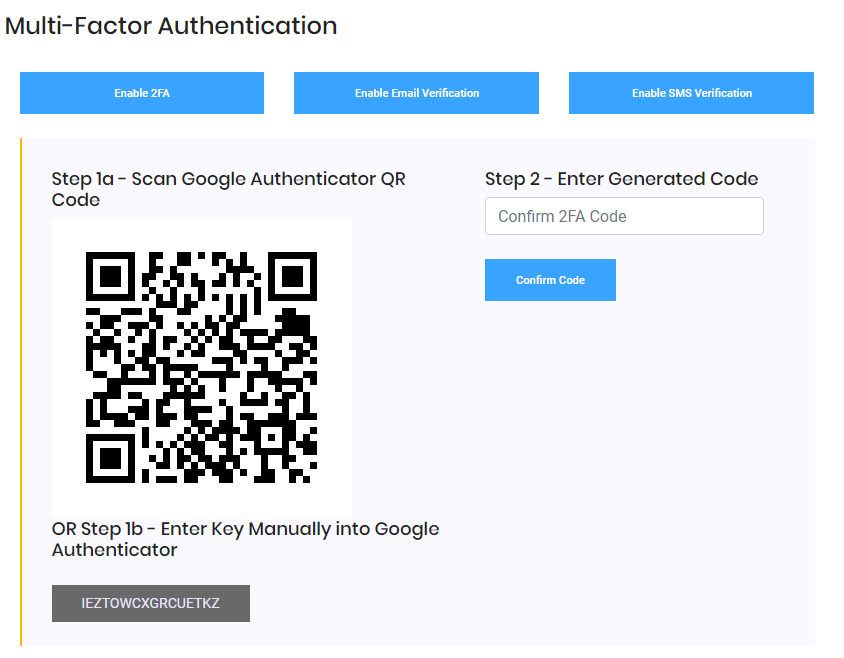 Multi-Factor Authentication
Enable 2FA
Enable Email Verification
Enable SMS Verification
Step 1a - Scan Google Authenticator QR
Code
Step 2 - Enter Generated Code
Confirm 2FA Code
Confirm Code
OR Step 1b - Enter Key Manually into Google
Authenticator
IEZTOWCXGRCUETKZ